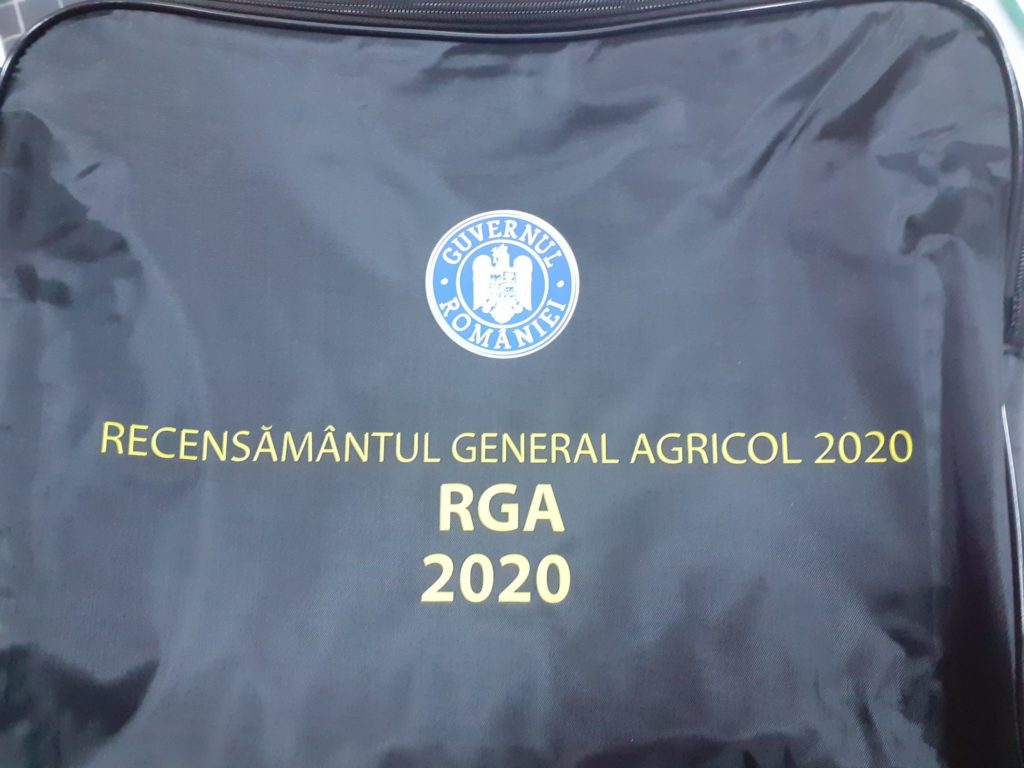 GUVERNUL
ROMÂNIEI
RECENSĂMÂNTUL GENERAL AGRICOL 2020
RGA
2020